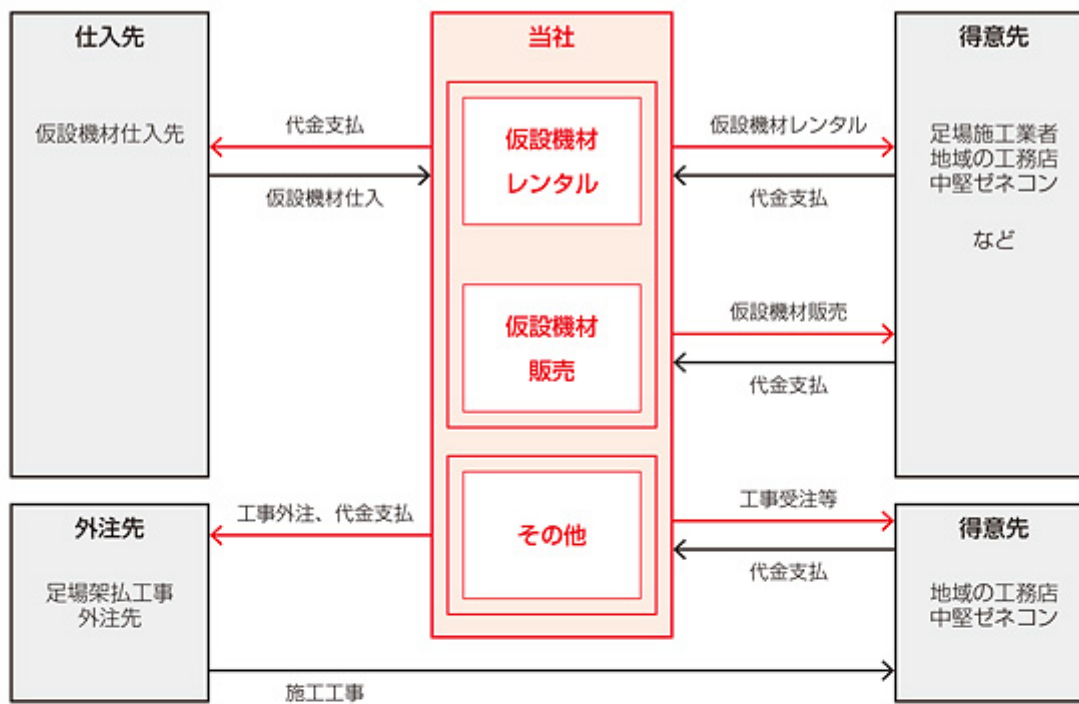 仕入先
仮設機材仕入先
代金支払
仮設機材仕入
当社
仮設機材
レンタル
仮設機材
販売
その他
仮設機材レンタル
代金支払
仮設機材販売
代金支払
得意先
足場施工業者
地域の工務店
中堅ゼネコン
など
外注先
足場架払工事
外注先
工事外注、代金支払
工事受注等
代金支払
得意先
地域の工務店
中堅ゼネコン
施工工事